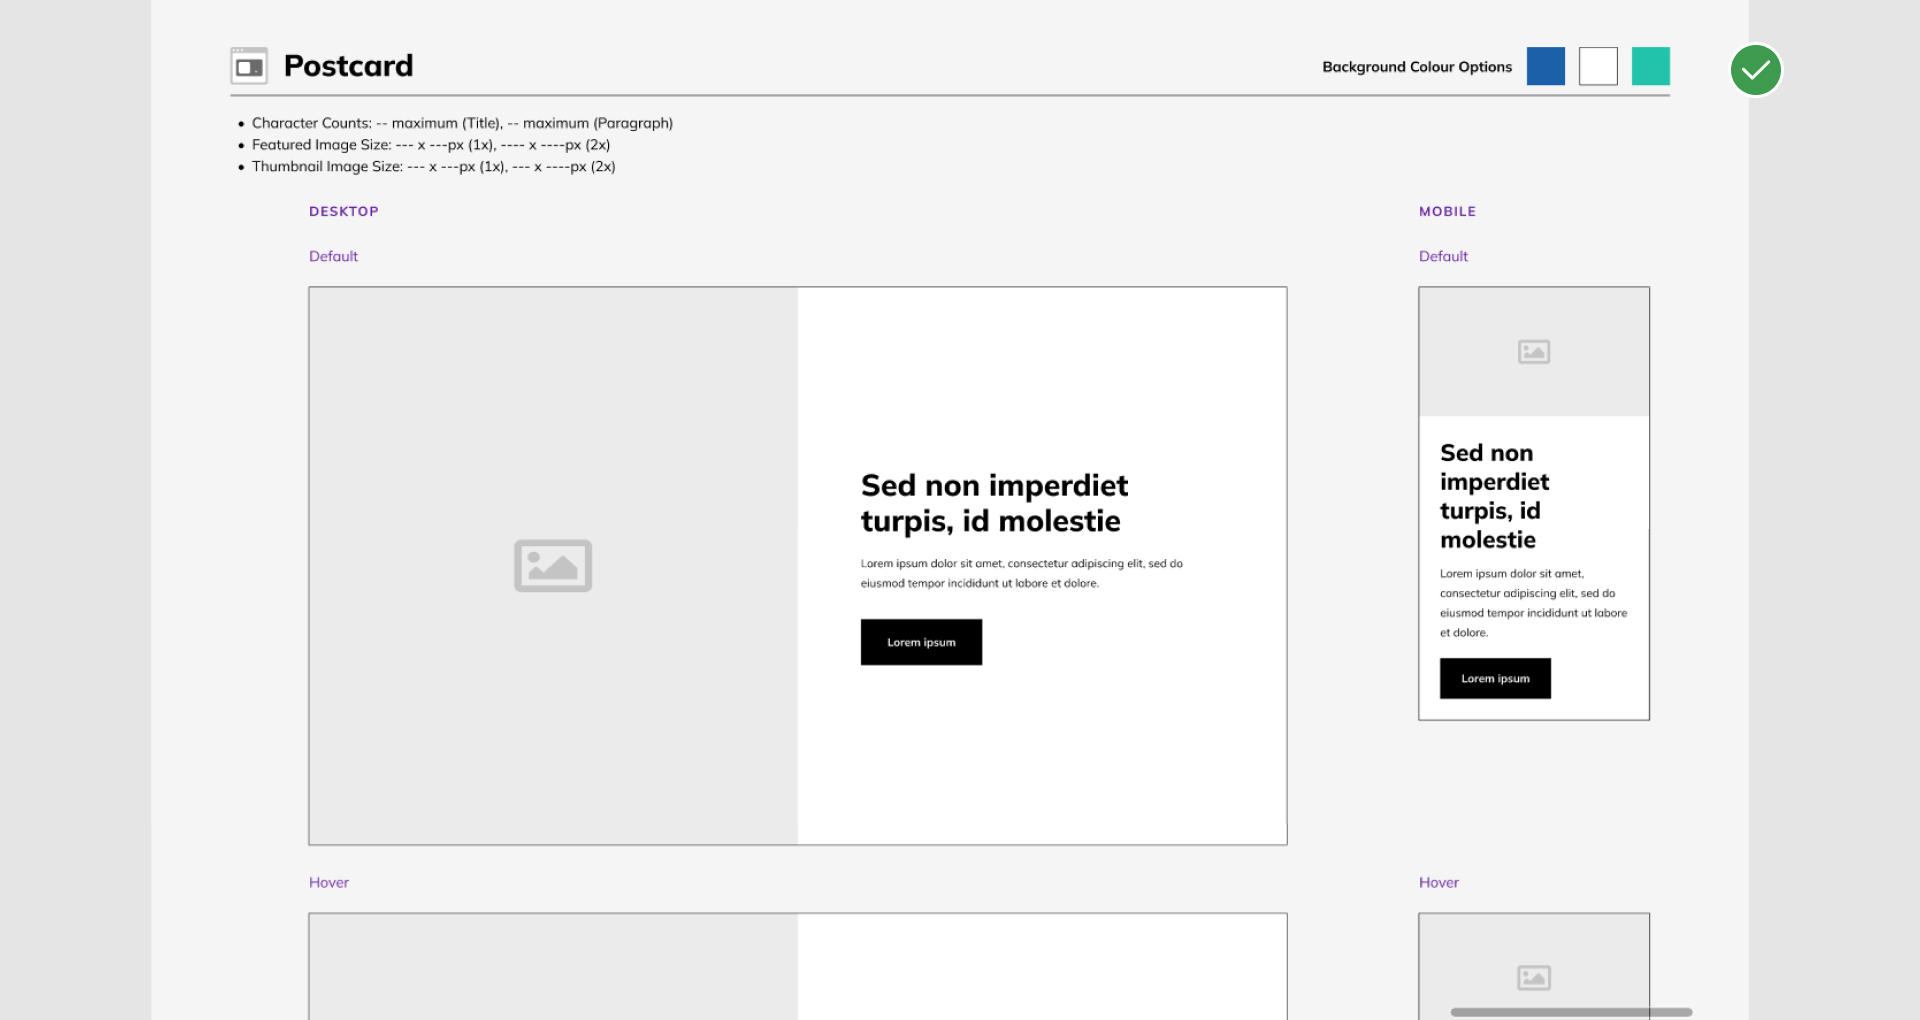 Postcard
Background Colour Options
Character Counts: -- maximum (Title), -- maximum (Paragraph)
Featured Image Size: --- x ---px (1x), ---- x ----px (2x)
Thumbnail Image Size: --- x ---px (1x), --- x ----px (2x)
DESKTOP
Default
Sed non imperdiet
turpis, id molestie
Lorem ipsum dolor sit amet, consectetur adipiscing elit, sed do
eiusmod tempor incididunt ut labore et dolore.
Lorem ipsum
Hover
MOBILE
Default
Sed non
imperdiet
turpis, id
molestie
Lorem ipsum dolor sit amet,
consectetur adipiscing elit, sed do
eiusmod tempor incididunt ut labore
et dolore.
Lorem ipsum
Hover